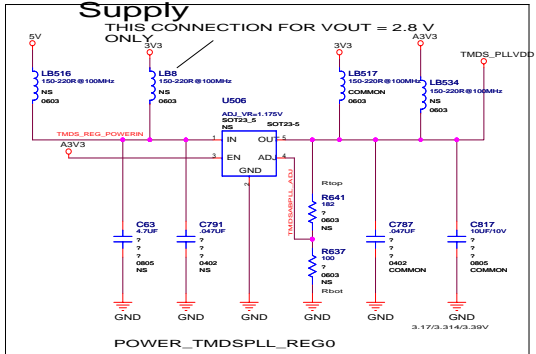 Supply
THIS CONNECTION FOR VOUT = 2.8 V
ONLY
5V
3V3
3V3
A3V3
TMDS_PLLVDD
LB516
150-220R@100MHz
NS
0603
LB8
150-220R@100MHz
NS
0603
LB517
150-220R@100MHz
COMMON
0603
LB534
150-220R@100MHz
NS
0603
U506
ADJ_VR=1.175V
SOT23_5
SOT23-5
NS
TMDS_REG_POWERIN
A3V3
1
IN
OUT
5
3
EN
ADJ
4
GND
2
TMDSABPLL_ADJ
Rtop
R641
182
?
0603
NS
R637
100
?
0603
NS
Rbot
C63
4.7UF
?
?
0805
NS
C791
.047UF
?
?
0402
NS
C787
.047UF
?
?
0402
COMMON
C817
10UF/10V
?
?
0805
COMMON
GND
GND
GND
GND
GND
GND
3.17/3.314/3.39V
POWER_TMDSPLL_REG0